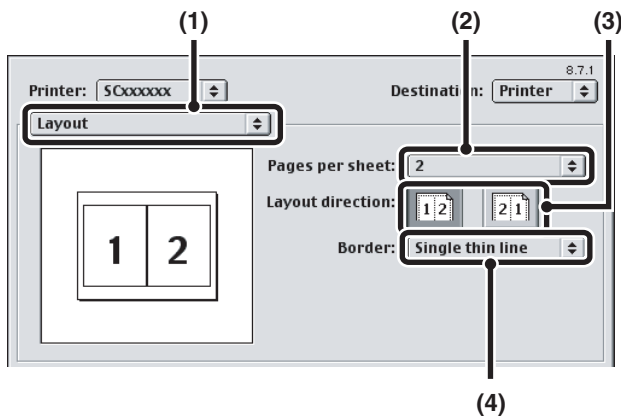 (1) (2) (3)
8.7.1
Printer: SCxxxxxx Destination: Printer
Layout
Pages per sheet: 2
Layout direction: 1 2 2 1
1 2
Border: Single thin line
(4)